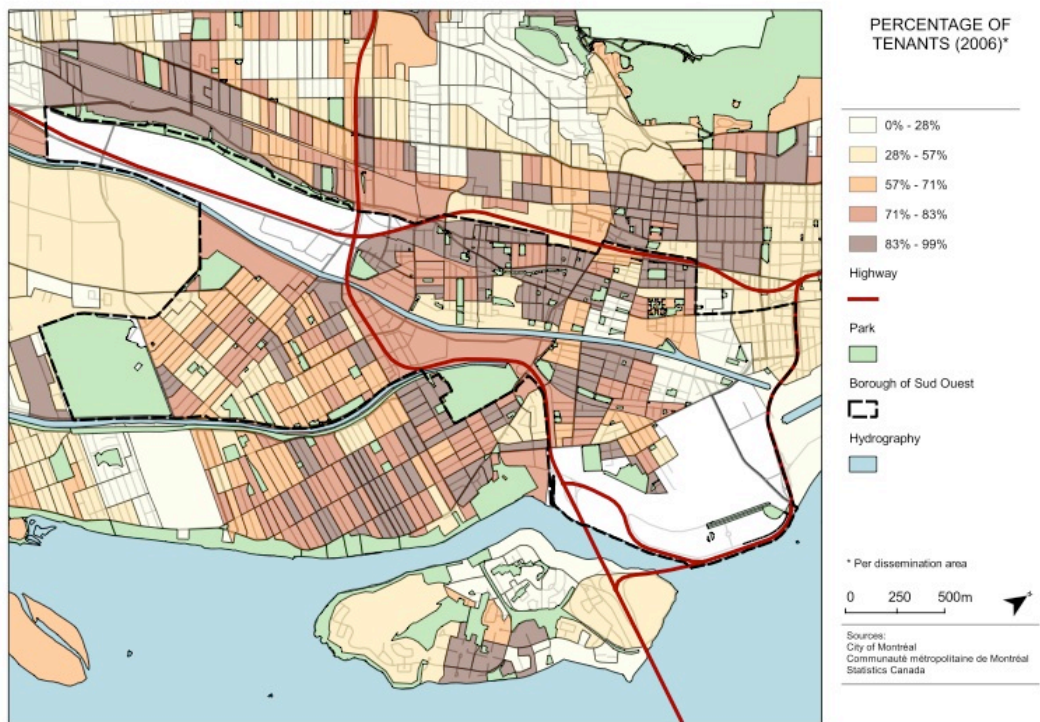 PERCENTAGE OF
TENANTS (2006)*
0% - 28%
28% - 57%
57% - 71%
71% - 83%
83% - 99%
Highway
Park
Borough of Sud Ouest
Hydrography
* Per dissemination area
0 250 500m
Sources:
City of Montréal
Communauté métropolitaine de Montréal
Statistics Canada